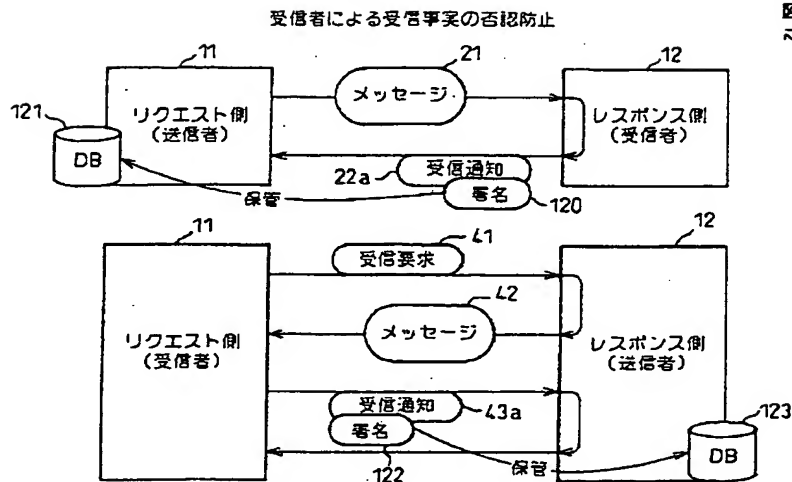 受信者による受信事実の否認防止
図
11
21
12
121
リクエスト側
(送信者)
メッセージ
レスポンス側
(受信者)
DB
受信通知
22a
署名
保管
120
11
41
12
受信要求
42
リクエスト側
(受信者)
メッセージ
レスポンス側
(送信者)
受信通知
43a
署名
123
122
保管
DB